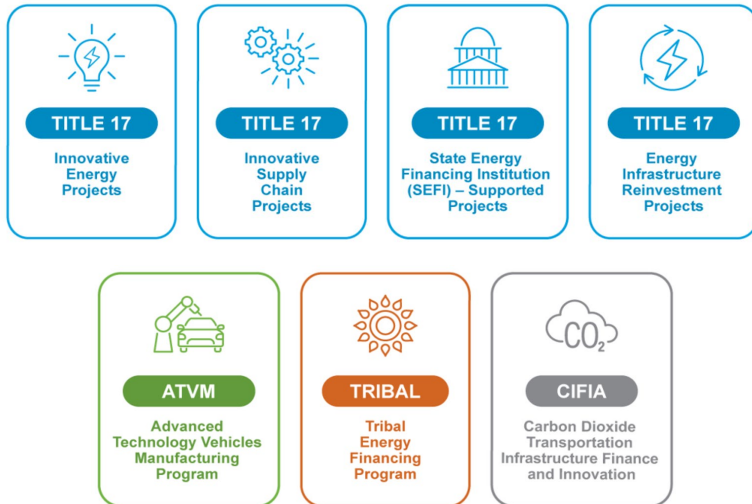 TITLE 17
Innovative
Energy
Projects
TITLE 17
Innovative
Supply
Chain
Projects
TITLE 17
State Energy
Financing Institution
(SEFI) – Supported
Projects
TITLE 17
Energy
Infrastructure
Reinvestment
Projects
ATVM
Advanced
Technology Vehicles
Manufacturing
Program
TRIBAL
Tribal
Energy
Financing
Program
CO2
CIFIA
Carbon Dioxide
Transportation
Infrastructure Finance
and Innovation